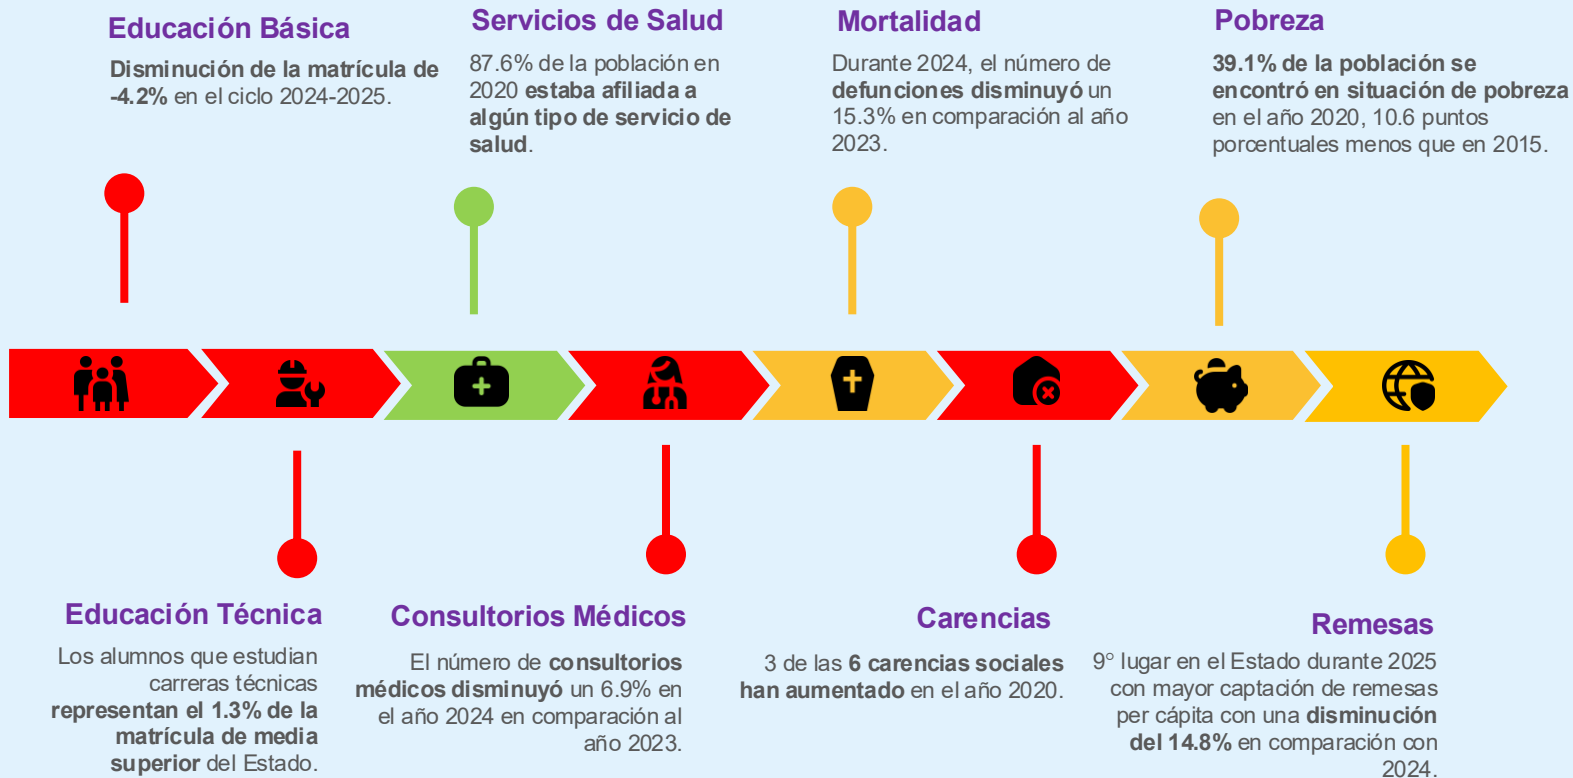 Educación Básica
Disminución de la matrícula de
-4.2% en el ciclo 2024-2025.
Servicios de Salud
87.6% de la población en
2020 estaba afiliada a
algún tipo de servicio de
salud.
Mortalidad
Durante 2024, el número de
defunciones disminuyó un
15.3% en comparación al año
2023.
Pobreza
39.1% de la población se
encontró en situación de pobreza
en el año 2020, 10.6 puntos
porcentuales menos que en 2015.
Educación Técnica
Los alumnos que estudian
carreras técnicas
representan el 1.3% de la
matrícula de media
superior del Estado.
Consultorios Médicos
El número de consultorios
médicos disminuyó un 6.9% en
el año 2024 en comparación al
año 2023.
Carencias
3 de las 6 carencias sociales
han aumentado en el año 2020.
Remesas
9° lugar en el Estado durante 2025
con mayor captación de remesas
per cápita con una disminución
del 14.8% en comparación con
2024.